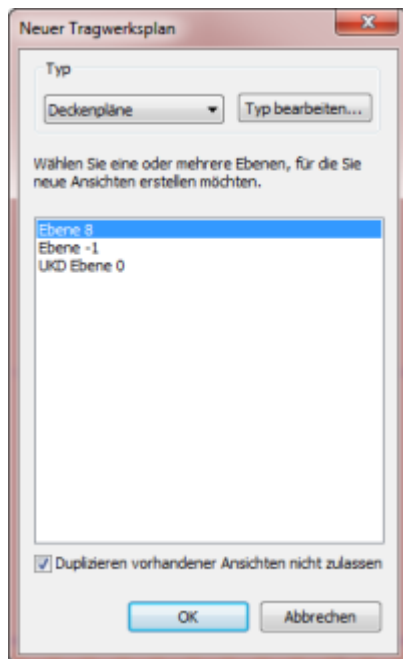 Neuer Tragwerksplan
Typ
Deckenpläne
Typ bearbeiten...
Wählen Sie eine oder mehrere Ebenen, für die Sie
neue Ansichten erstellen möchten.
Ebene 8
Ebene -1
UKD Ebene 0
Duplizieren vorhandener Ansichten nicht zulassen
OK
Abbrechen